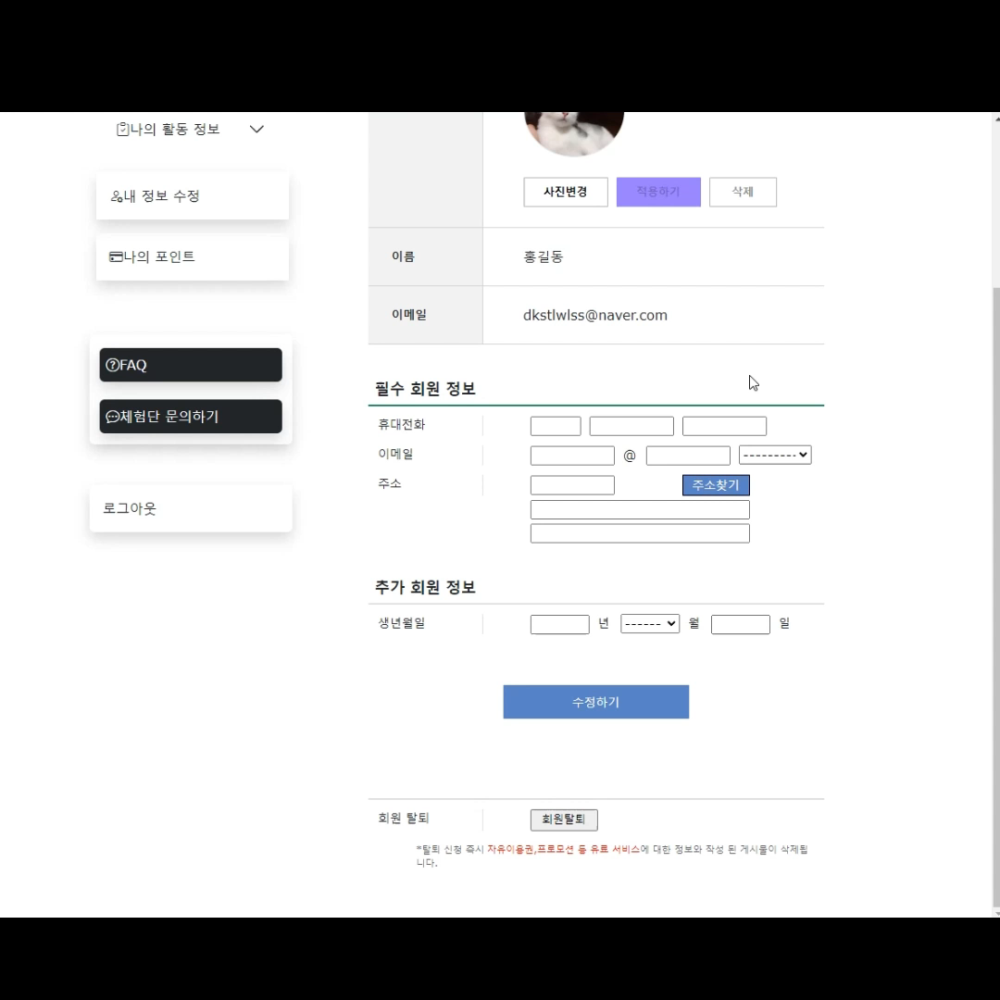 나의 활동 정보
내 정보 수정
나의 포인트
FAQ
체험단 문의하기
로그아웃
사진변경 적용하기 삭제
이름 홍길동
이메일 dkstlwlss@naver.com
필수 회원 정보
휴대전화
이메일 @ ---------
주소 주소찾기
추가 회원 정보
생년월일 년 ------ 월 일
수정하기
회원 탈퇴 회원탈퇴
*탈퇴 신청 즉시 자유이용권,프로모션 등 유료 서비스에 대한 정보와 작성 된 게시물이 삭제됩
니다.